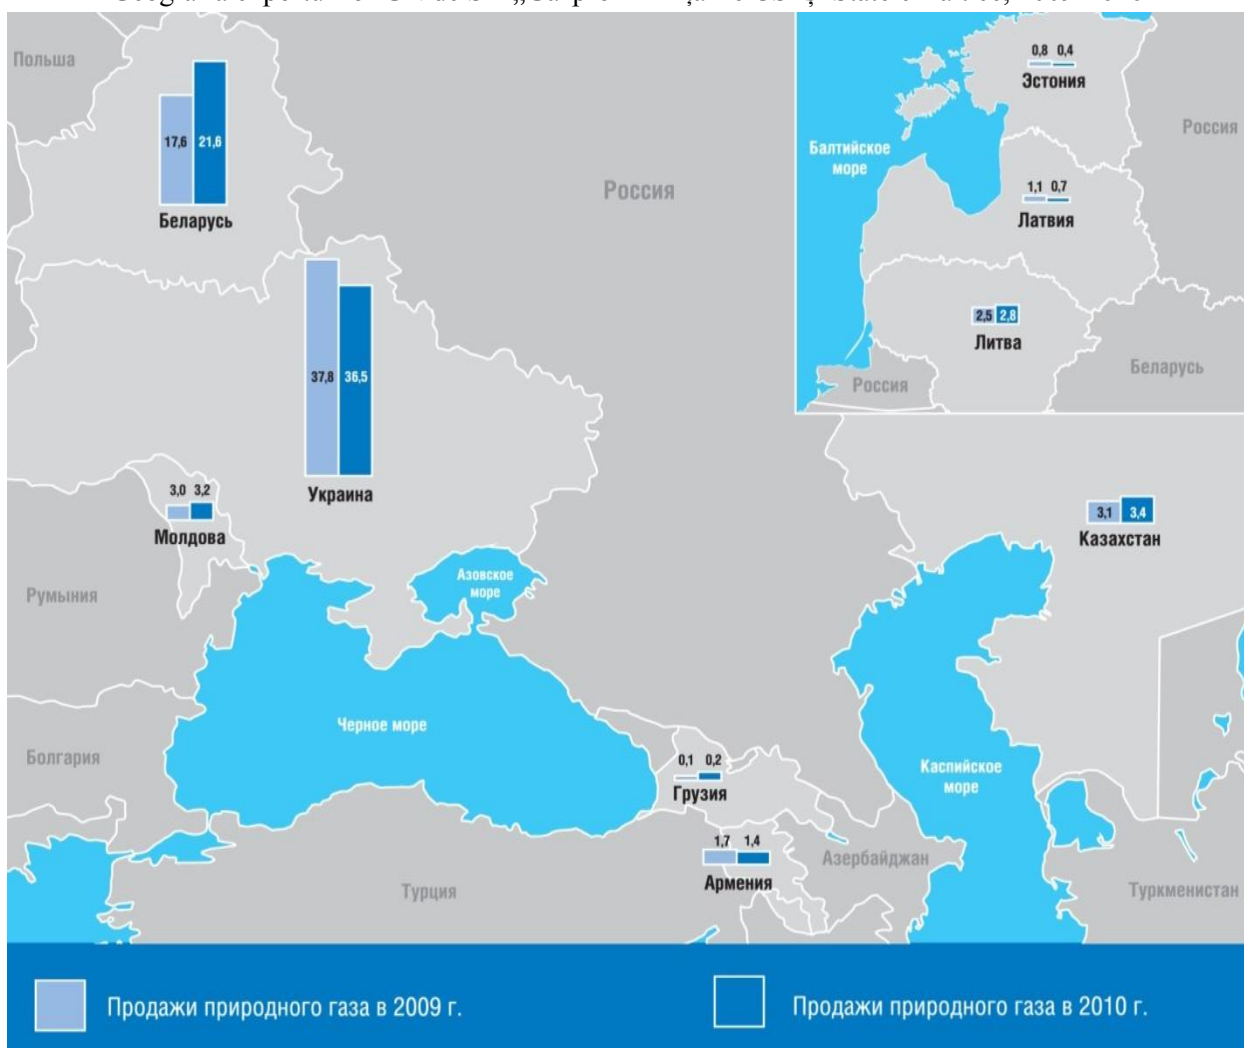 Польша
17,6 21,6
Беларусь
Россия
37,8 36,5
Украина
3,0 3,2
Молдова
Румыния
Болгария
Азовское
море
Черное море
Турция
0,1 0,2
Грузия
1,7 1,4
Армения
Азербайджан
Каспийское
море
Туркменистан
3,1 3,4
Казахстан
0,8 0,4
Эстония
Россия
Балтийское
море
1,1 0,7
Латвия
2,5 2,8
Литва
Россия
Беларусь
Продажи природного газа в 2009 г.
Продажи природного газа в 2010 г.